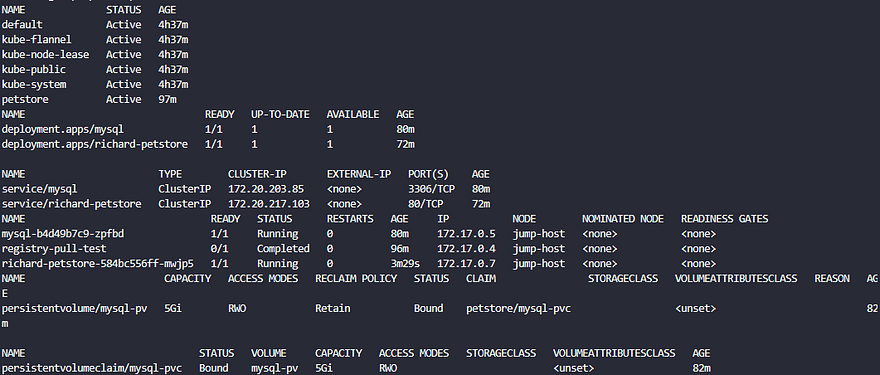 NAME STATUS AGE
default Active 4h37m
kube-flannel Active 4h37m
kube-node-lease Active 4h37m
kube-public Active 4h37m
kube-system Active 4h37m
petstore Active 97m
NAME READY UP-TO-DATE AVAILABLE AGE
deployment.apps/mysql 1/1 1 1 80m
deployment.apps/richard-petstore 1/1 1 1 72m
NAME TYPE CLUSTER-IP EXTERNAL-IP PORT(S) AGE
service/mysql ClusterIP 172.20.203.85 <none> 3306/TCP 80m
service/richard-petstore ClusterIP 172.20.217.103 <none> 80/TCP 72m
NAME READY STATUS RESTARTS AGE IP NODE NOMINATED NODE READINESS GATES
mysql-b4d49b7c9-zpfbd 1/1 Running 0 80m 172.17.0.5 jump-host <none> <none>
registry-pull-test 0/1 Completed 0 96m 172.17.0.4 jump-host <none> <none>
richard-petstore-584bc556ff-mwjp5 1/1 Running 0 3m29s 172.17.0.7 jump-host <none> <none>
NAME CAPACITY ACCESS MODES RECLAIM POLICY STATUS CLAIM STORAGECLASS VOLUMEATTRIBUTESCLASS REASON AG
E
persistentvolume/mysql-pv 5Gi RWO Retain Bound petstore/mysql-pvc <unset> 82
m
NAME STATUS VOLUME CAPACITY ACCESS MODES STORAGECLASS VOLUMEATTRIBUTESCLASS AGE
persistentvolumeclaim/mysql-pvc Bound mysql-pv 5Gi RWO <unset> 82m